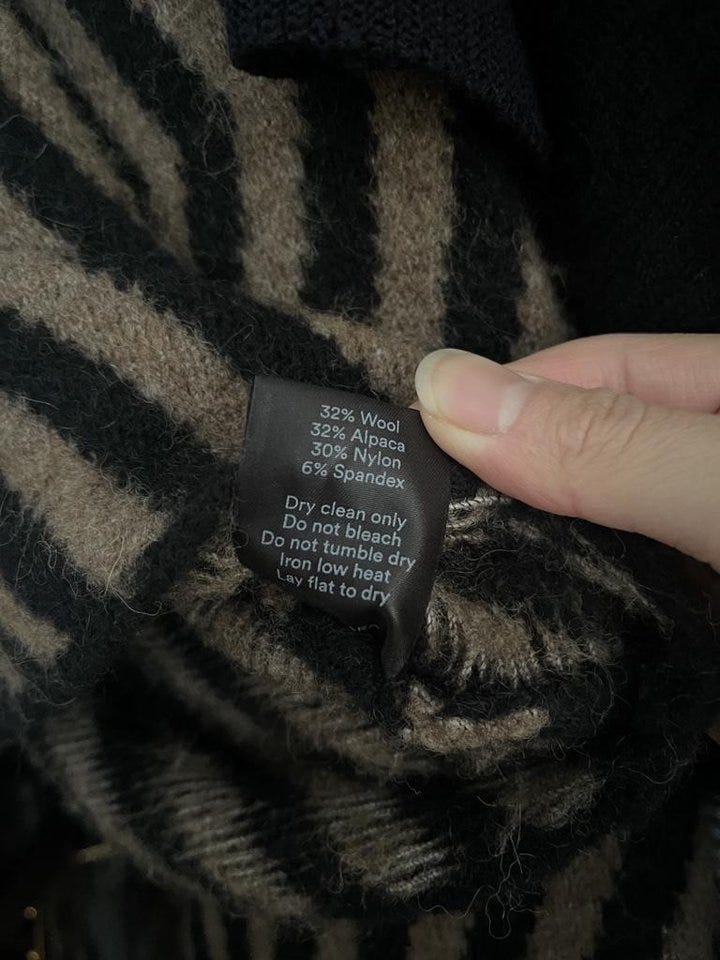 32% Wool
32% Alpaca
30% Nylon
6% Spandex
Dry clean only
Do not bleach
Do not tumble dry
Iron low heat
Lay flat to dry